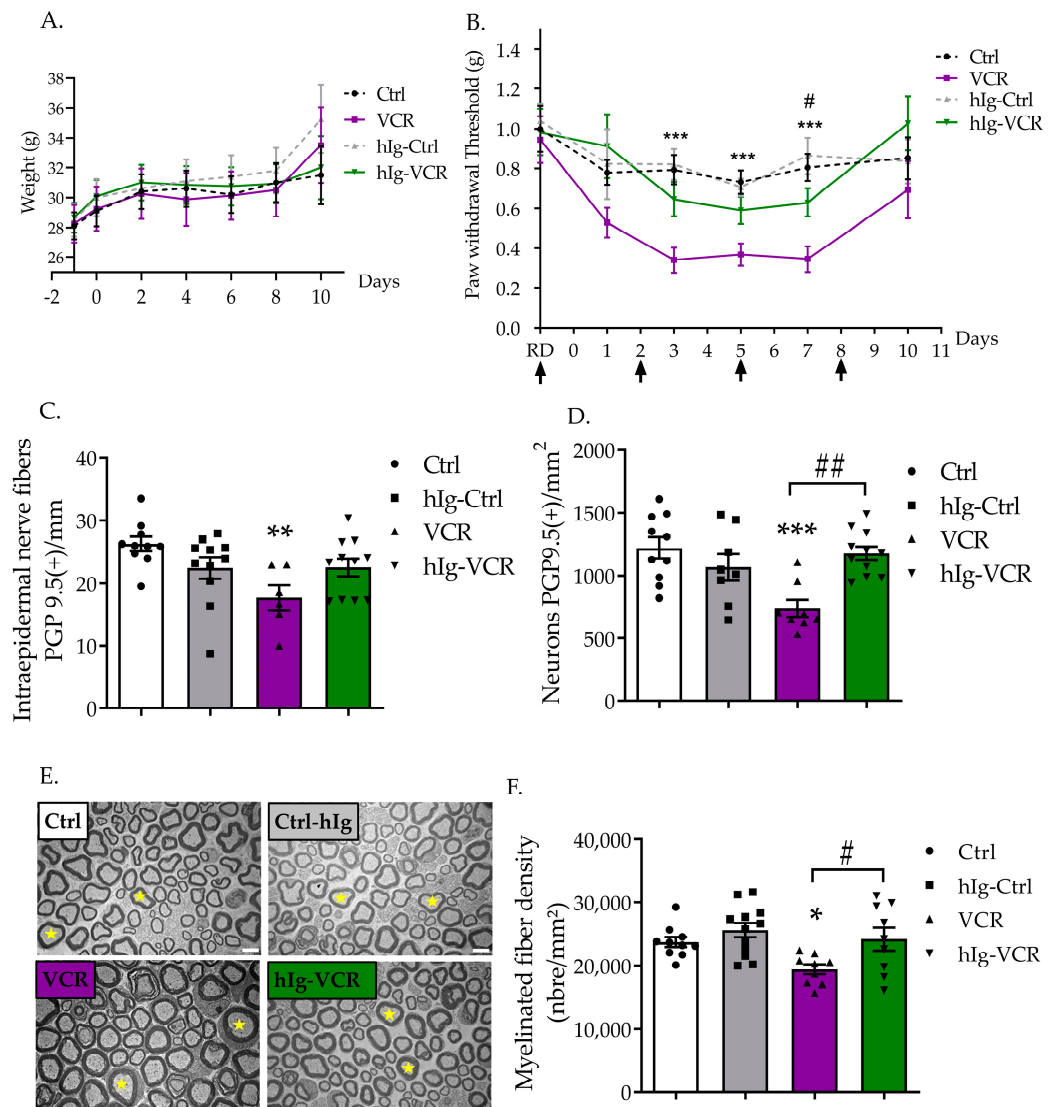 A.
Weight (g)
38
36
34
32
30
28
26
-2 0 2 4 6 8 10
Days
Ctrl
VCR
hIg-Ctrl
hIg-VCR
B.
Paw withdrawal Threshold (g)
1.4
1.2
1.0
0.8
0.6
0.4
0.2
0.0
RD 0 1 2 3 4 5 6 7 8 9 10 11
Days
***
***
#
***
Ctrl
VCR
hIg-Ctrl
hIg-VCR
C.
Intraepidermal nerve fibers
PGP 9.5(+)/mm
40
30
20
10
0
**
Ctrl
hIg-Ctrl
VCR
hIg-VCR
D.
Neurons PGP9.5(+)/mm²
2000
1500
1000
500
0
***
##
Ctrl
hIg-Ctrl
VCR
hIg-VCR
E.
Ctrl
Ctrl-hIg
VCR
hIg-VCR
F.
Myelinated fiber density
(nbre/mm²)
40,000
30,000
20,000
10,000
0
*
#
Ctrl
hIg-Ctrl
VCR
hIg-VCR